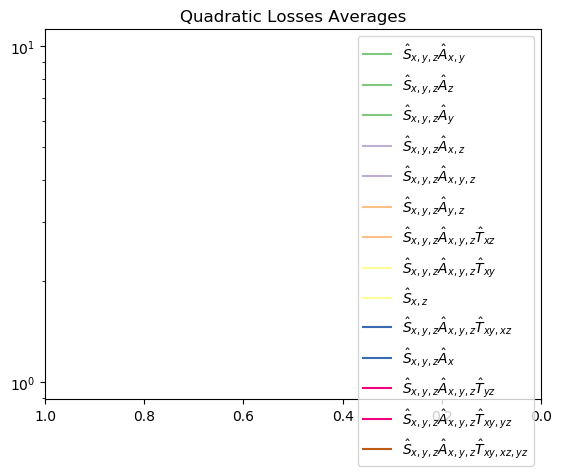 Quadratic Losses Averages
10¹
10⁰
1.0 0.8 0.6 0.4 0.2 0.0
Ŝx,y,zÂx,y
Ŝx,y,zÂz
Ŝx,y,zÂy
Ŝx,y,zÂx,z
Ŝx,y,zÂx,y,z
Ŝx,y,zÂy,z
Ŝx,y,zÂx,y,zT̂xz
Ŝx,y,zÂx,y,zT̂xy
Ŝx,z
Ŝx,y,zÂx,y,zT̂xy,xz
Ŝx,y,zÂx
Ŝx,y,zÂx,y,zT̂yz
Ŝx,y,zÂx,y,zT̂xy,yz
Ŝx,y,zÂx,y,zT̂xy,xz,yz